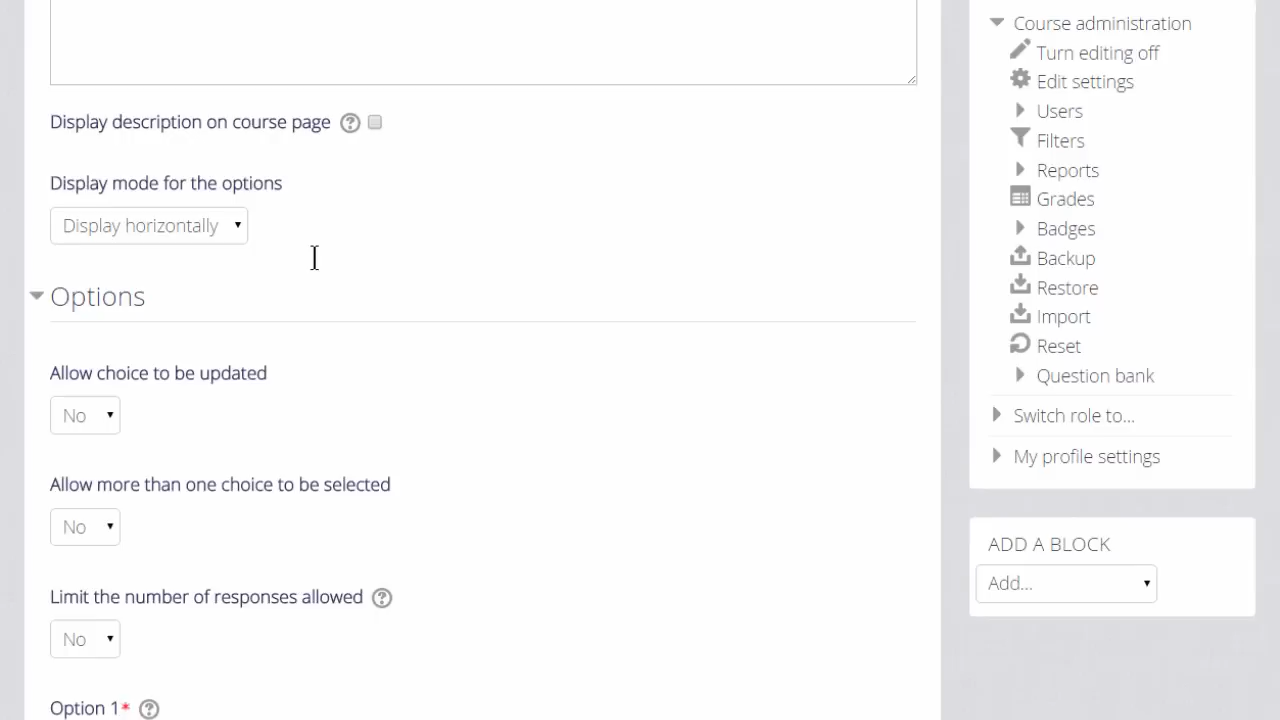 Display description on course page
Display mode for the options
Display horizontally
Options
Allow choice to be updated
No
Allow more than one choice to be selected
No
Limit the number of responses allowed
No
Option 1*
Course administration
Turn editing off
Edit settings
Users
Filters
Reports
Grades
Badges
Backup
Restore
Import
Reset
Question bank
Switch role to...
My profile settings
ADD A BLOCK
Add...